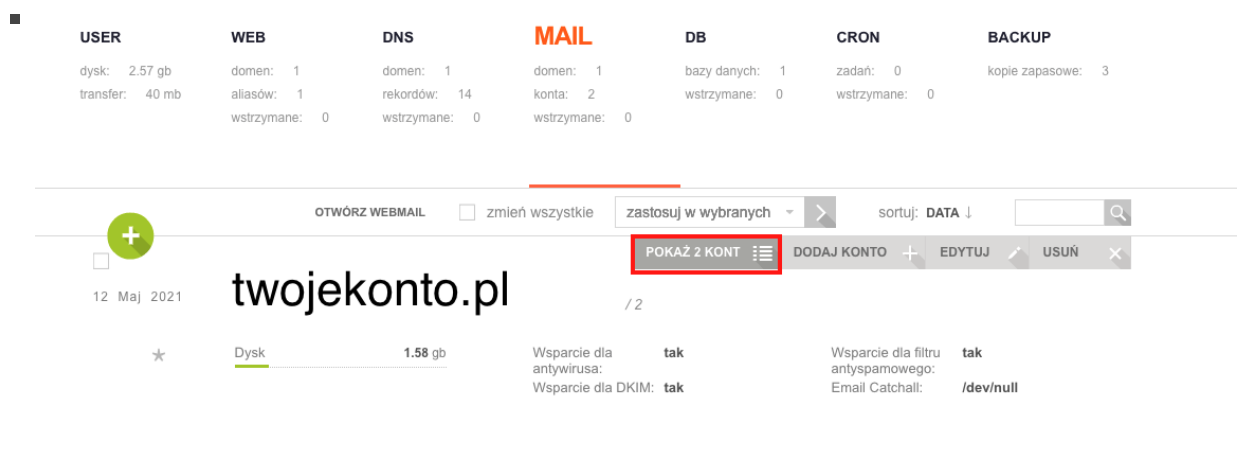 USER WEB DNS MAIL DB CRON BACKUP
dysk: 2.57 gb domen: 1 domen: 1 domen: 1 bazy danych: 1 zadań: 0 kopie zapasowe: 3
transfer: 40 mb aliasów: 1 rekordów: 14 konta: 2 wstrzymane: 0 wstrzymane: 0
wstrzymane: 0 wstrzymane: 0 wstrzymane: 0
OTWÓRZ WEBMAIL zmień wszystkie zastosuj w wybranych sortuj: DATA ↓
POKAŻ 2 KONT DODAJ KONTO EDYTUJ USUŃ
12 Maj 2021 twojekonto.pl / 2
Dysk 1.58 gb Wsparcie dla tak Wsparcie dla filtru tak
antywirusa: antyspamowego:
Wsparcie dla DKIM: tak Email Catchall: /dev/null